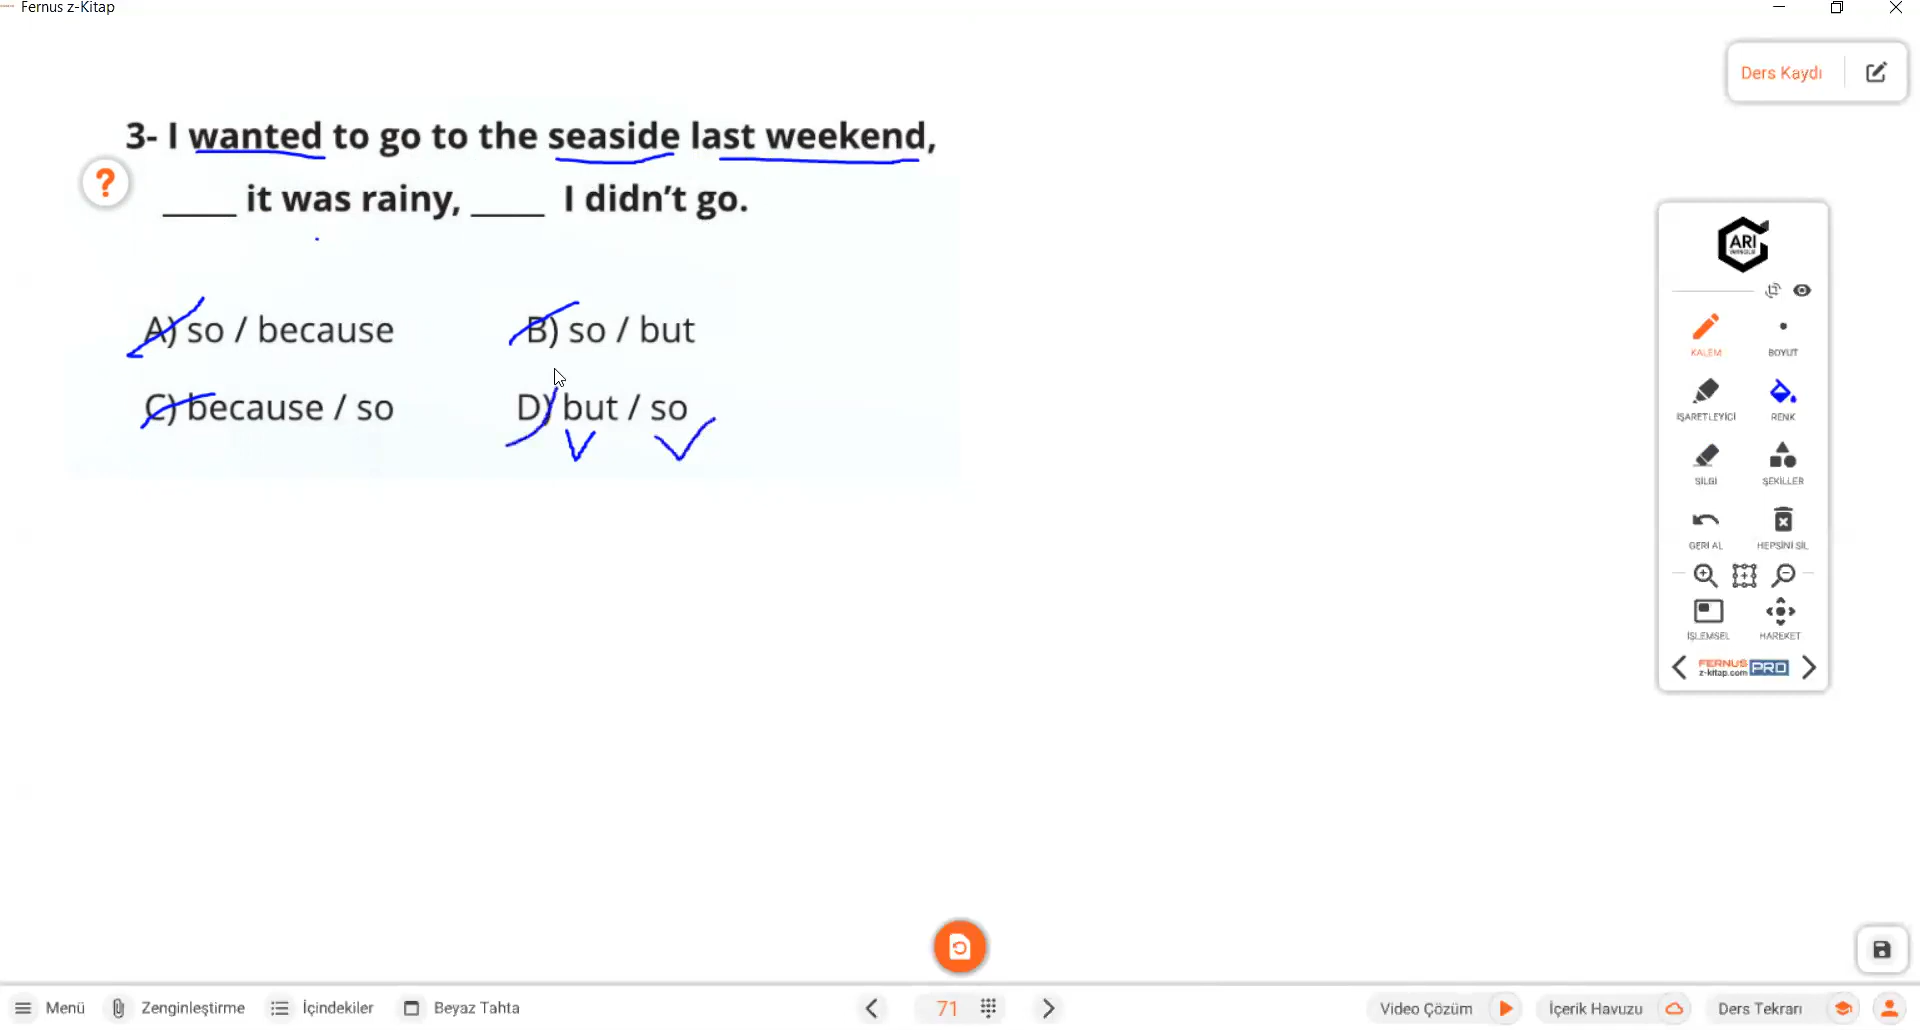 Fernus z-Kitap
Ders Kaydı
3- I wanted to go to the seaside last weekend,
_____ it was rainy, _____ I didn’t go.
?
A) so / because
B) so / but
C) because / so
D) but / so
ARI
KALEM
BOYUT
İŞARETLEYİCİ
RENK
SİLGİ
ŞEKİLLER
GERİ AL
HEPSİNİ SİL
İŞLEMSEL
HAREKET
FERNUS
z-kitap.com PRO
Menü
Zenginleştirme
İçindekiler
Beyaz Tahta
71
Video Çözüm
İçerik Havuzu
Ders Tekrarı